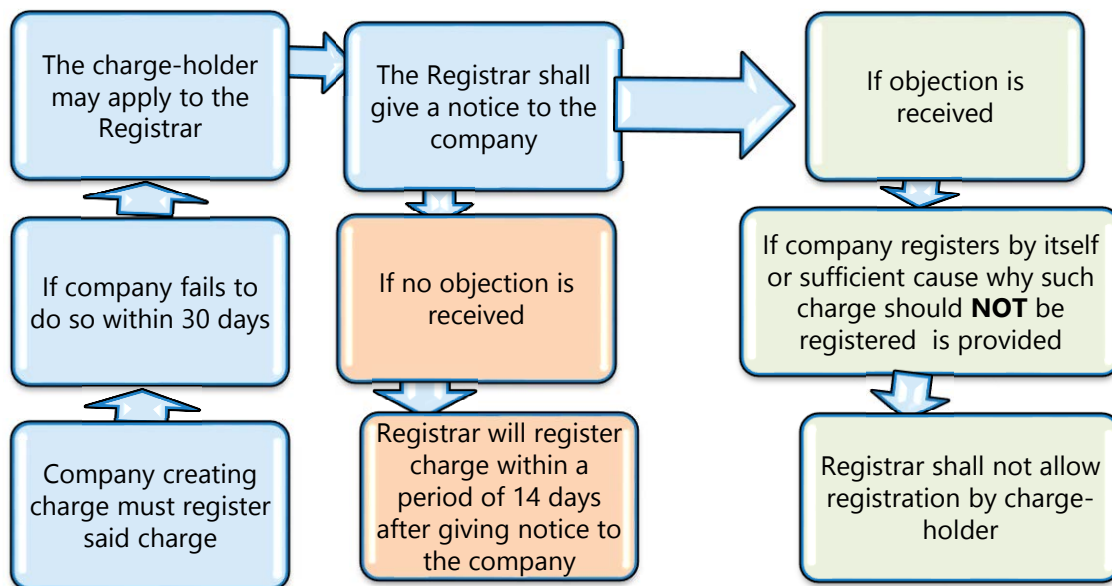 The charge-holder
may apply to the
Registrar
The Registrar shall
give a notice to the
company
If objection is
received
If company fails to
do so within 30 days
If no objection is
received
If company registers by itself
or sufficient cause why such
charge should NOT be
registered is provided
Company creating
charge must register
said charge
Registrar will register
charge within a
period of 14 days
after giving notice to
the company
Registrar shall not allow
registration by charge-
holder